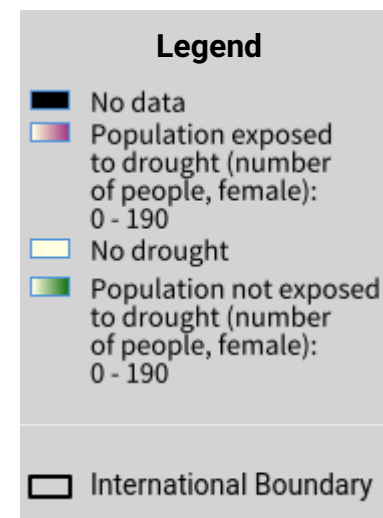 Legend
No data
Population exposed
to drought (number
of people, female):
0 - 190
No drought
Population not exposed
to drought (number
of people, female):
0 - 190
International Boundary